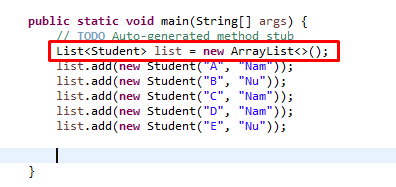 public static void main(String[] args) {
// TODO Auto-generated method stub
List<Student> list = new ArrayList<>();
list.add(new Student("A", "Nam"));
list.add(new Student("B", "Nu"));
list.add(new Student("C", "Nam"));
list.add(new Student("D", "Nam"));
list.add(new Student("E", "Nu"));
}